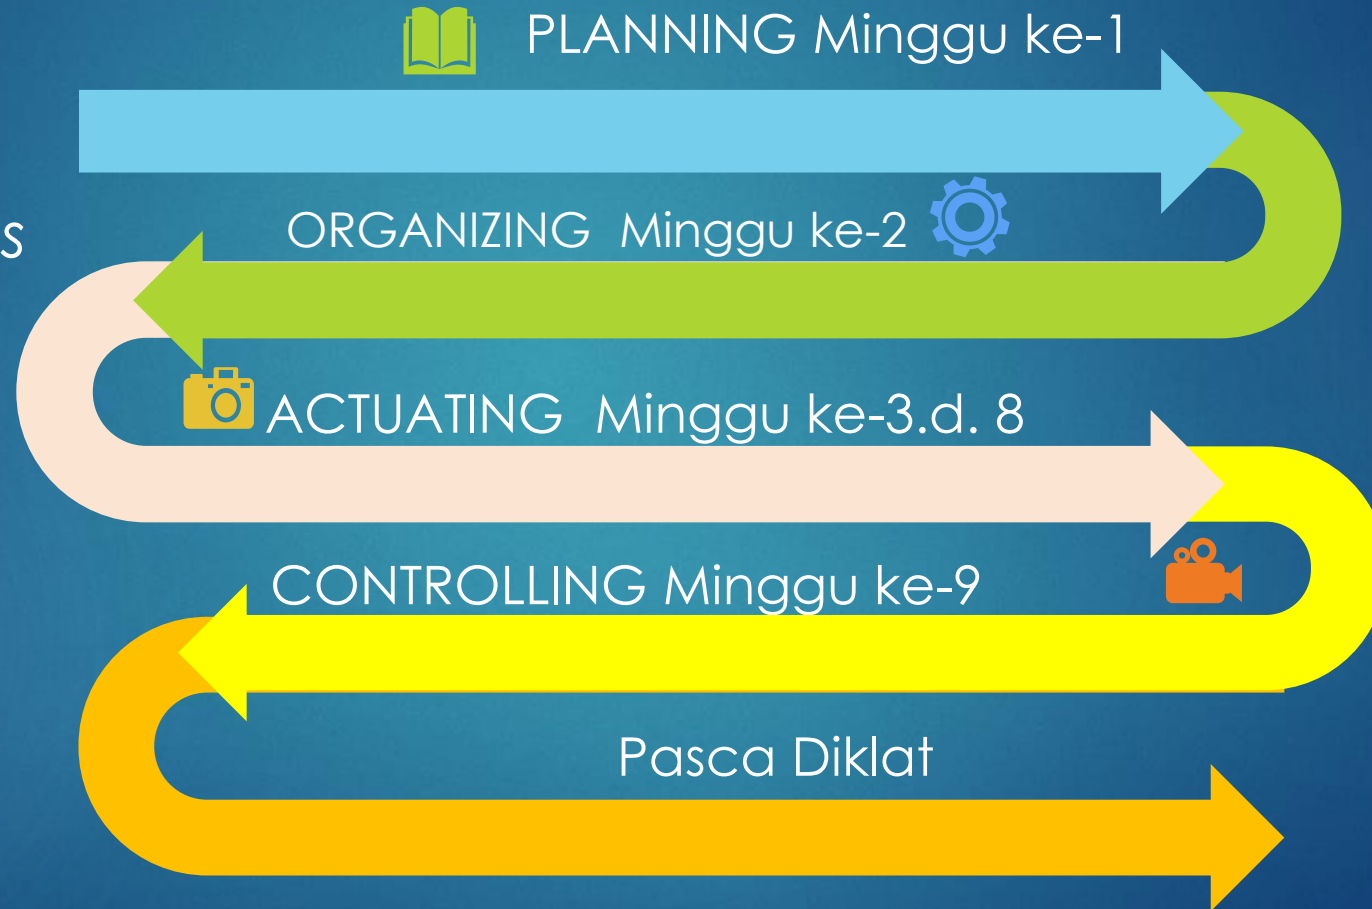 PLANNING Minggu ke-1
s
ORGANIZING Minggu ke-2
ACTUATING Minggu ke-3.d. 8
CONTROLLING Minggu ke-9
Pasca Diklat